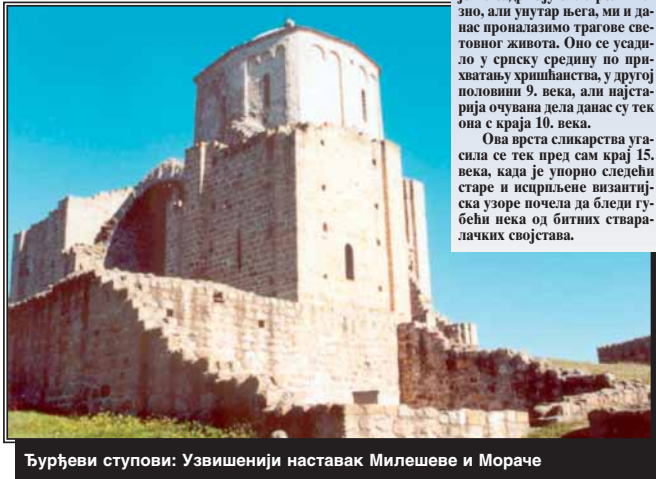 зно, али унутар њега, ми и да-
нас проналазимо трагове све-
товног живота. Оно се усади-
ло у српску средину по при-
хватању хришћанства, у другој
половини 9. века, али најста-
рија очувана дела данас су тек
она с краја 10. века.
Ова врста сликарства уга-
сила се тек пред сам крај 15.
века, када је упорно следећи
старе и исцрпљене византиј-
ска узоре почела да бледи гу-
бећи нека од битних ствара-
лачких својстава.
Ђурђеви ступови: Узвишенији наставак Милешеве и Мораче